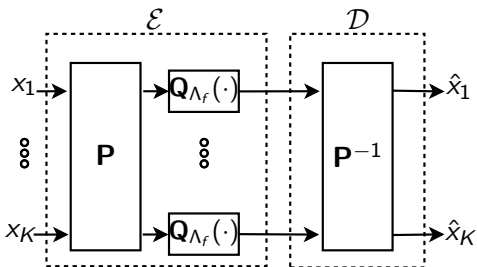 ℰ 𝒟
x₁ Q_{Λ_f}(·) x̂₁
P P⁻¹
x_K Q_{Λ_f}(·) x̂_K